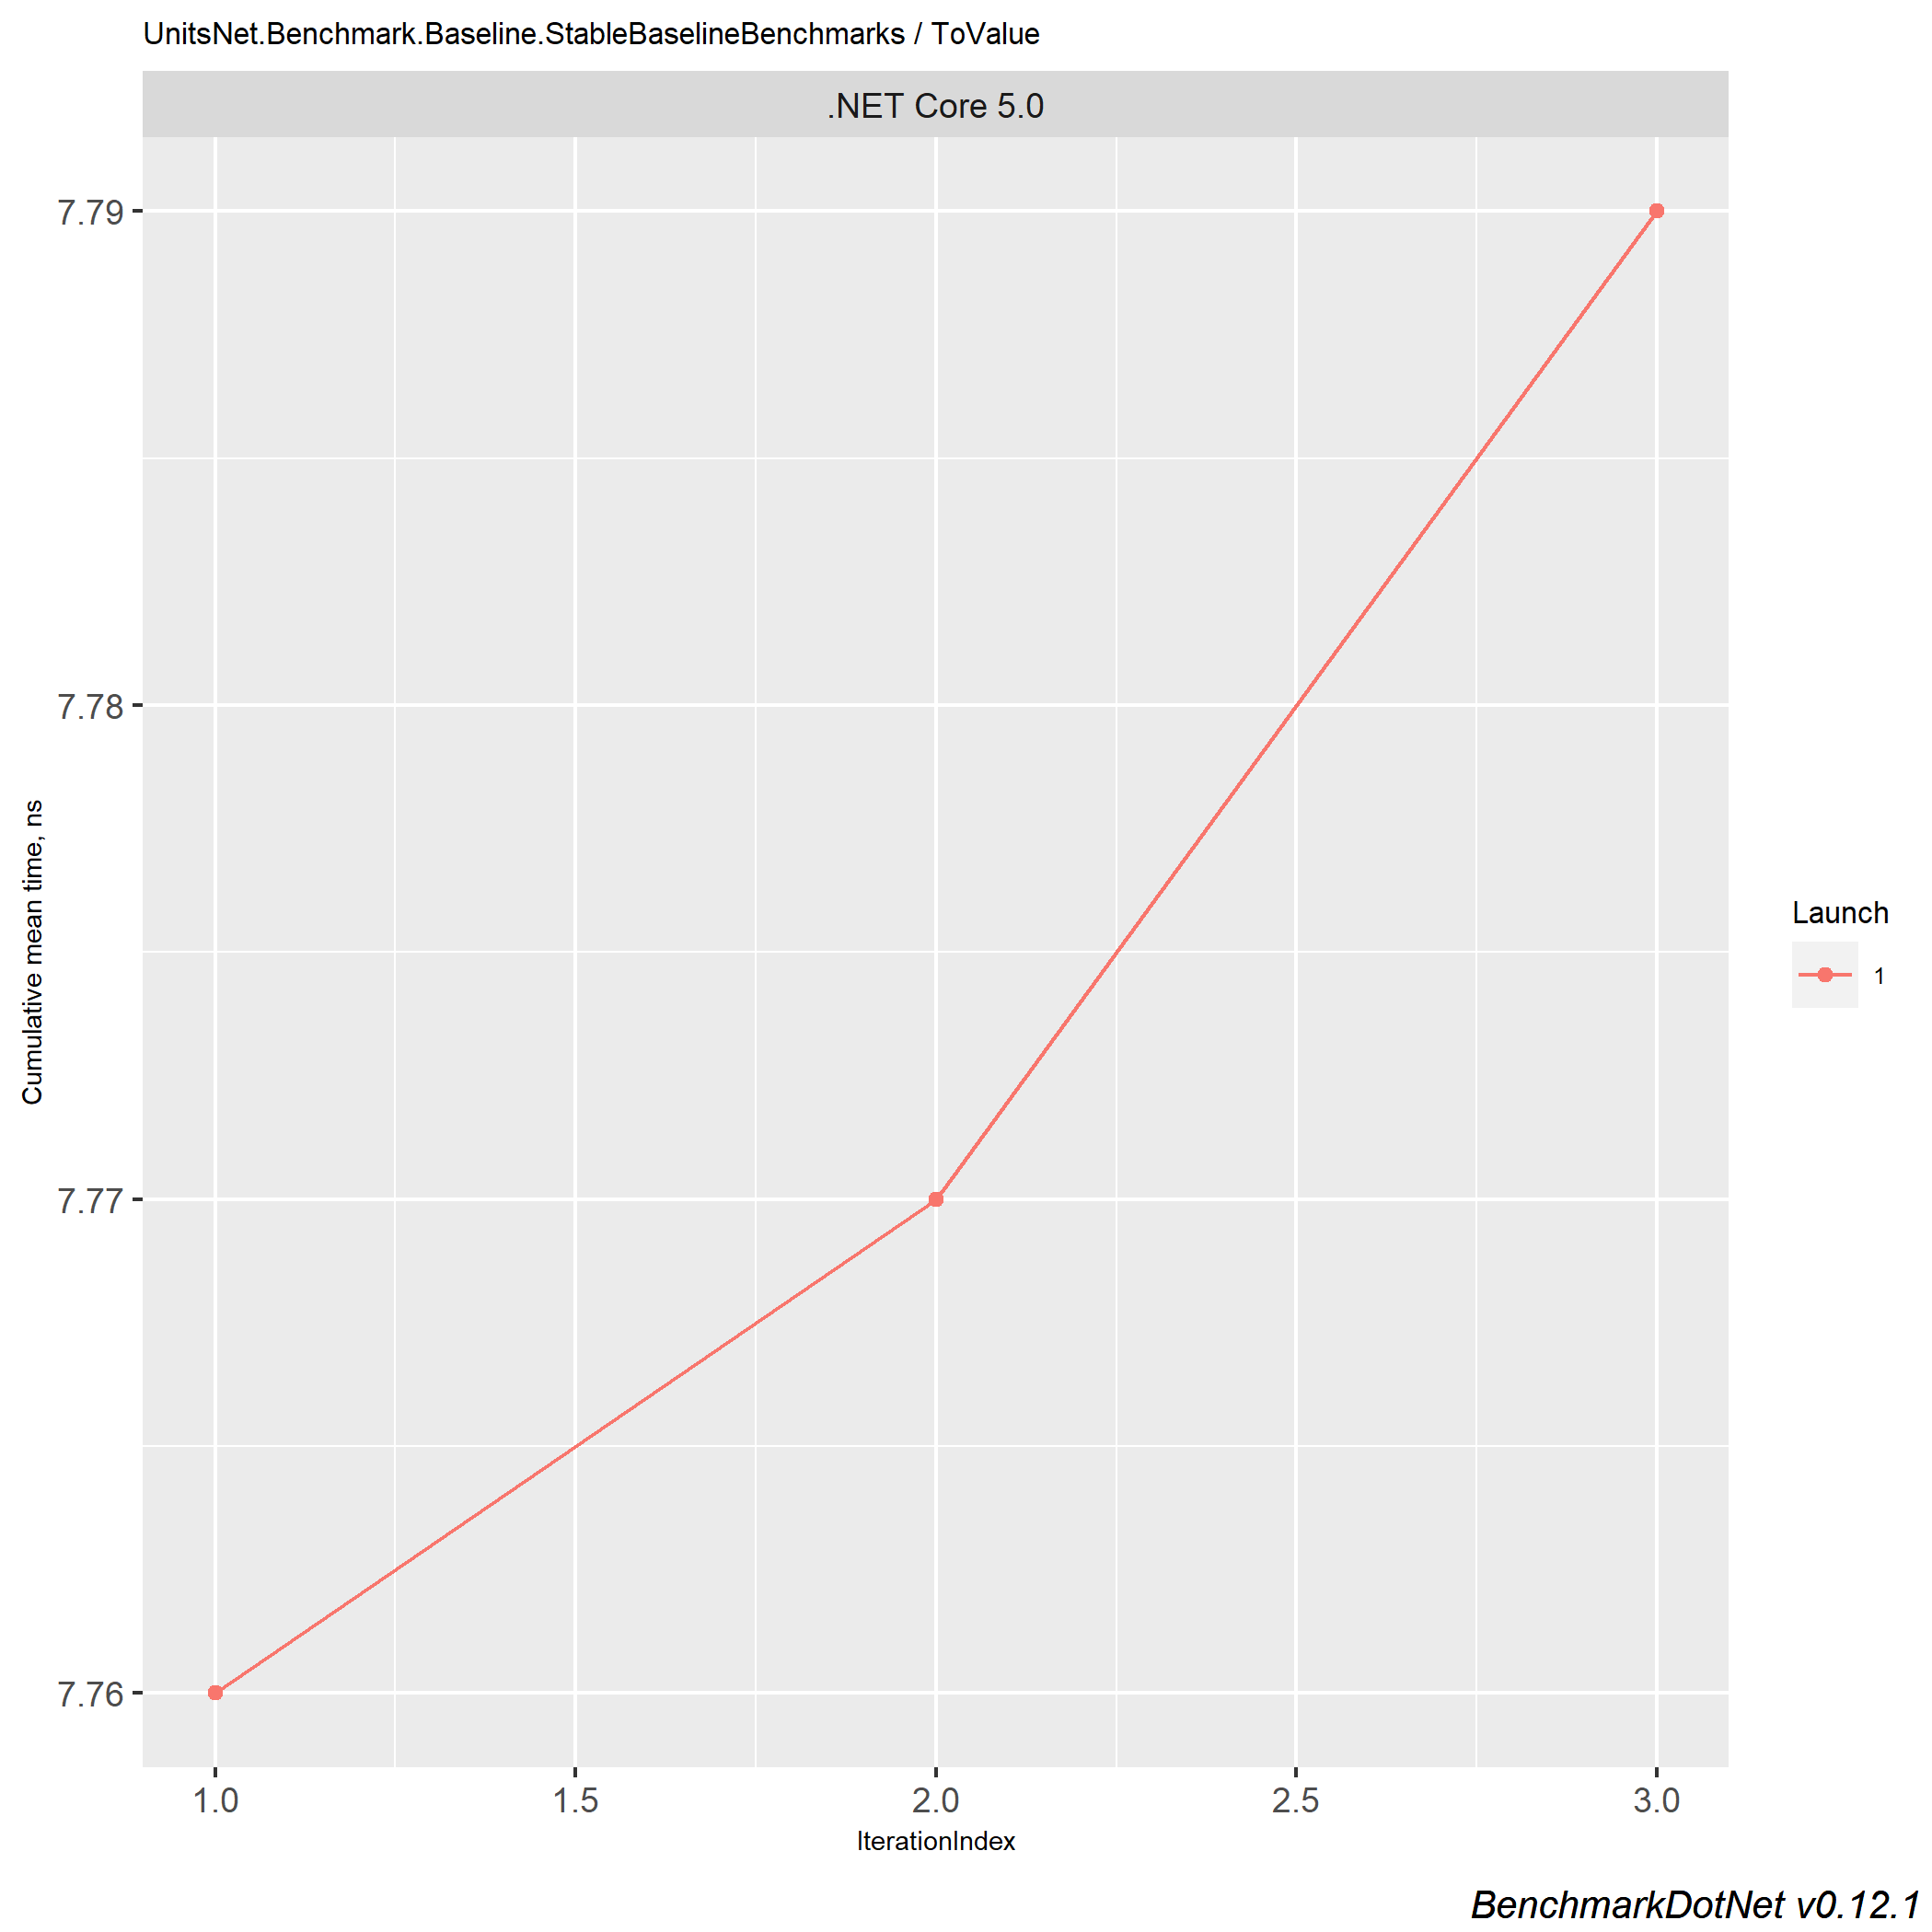 UnitsNet.Benchmark.Baseline.StableBaselineBenchmarks / ToValue
.NET Core 5.0
7.79
7.78
7.77
7.76
Cumulative mean time, ns
1.0 1.5 2.0 2.5 3.0
IterationIndex
Launch
1
BenchmarkDotNet v0.12.1